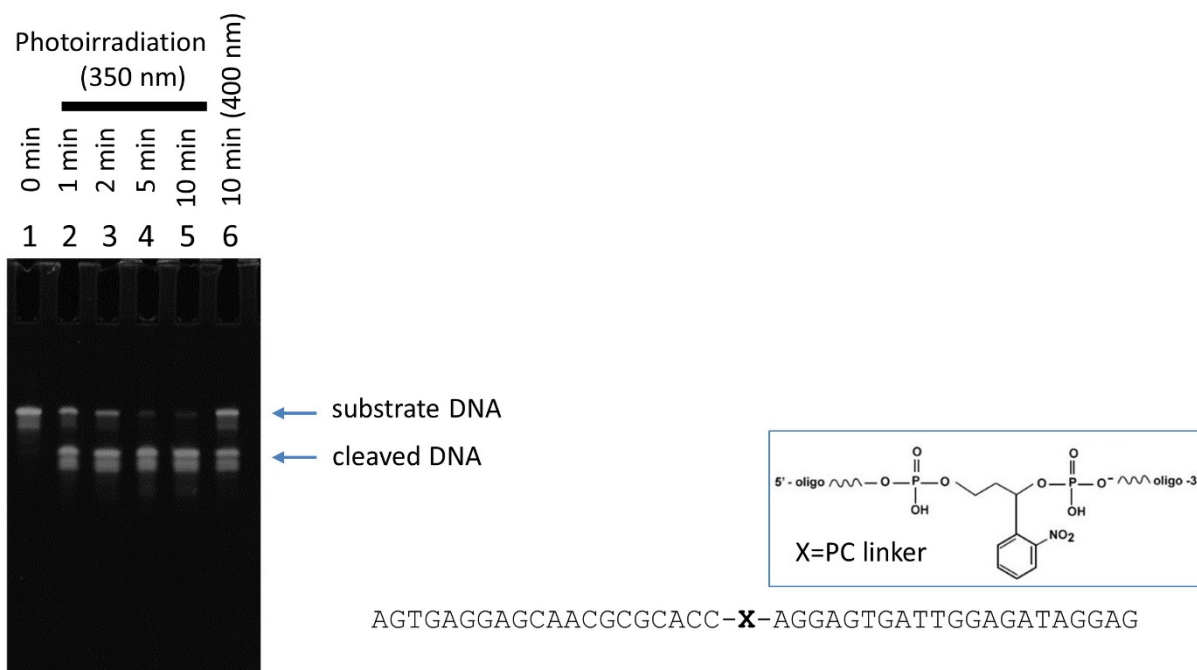 Photoirradiation
(350 nm)
0 min
1 min
2 min
5 min
10 min
10 min (400 nm)
1 2 3 4 5 6
substrate DNA
cleaved DNA
O O
5' - oligo O P O O P O⁻ oligo -3'
OH OH
NO₂
X=PC linker
AGTGAGGAGCAACGCGCACC-X-AGGAGTGATTGGAGATAGGAG